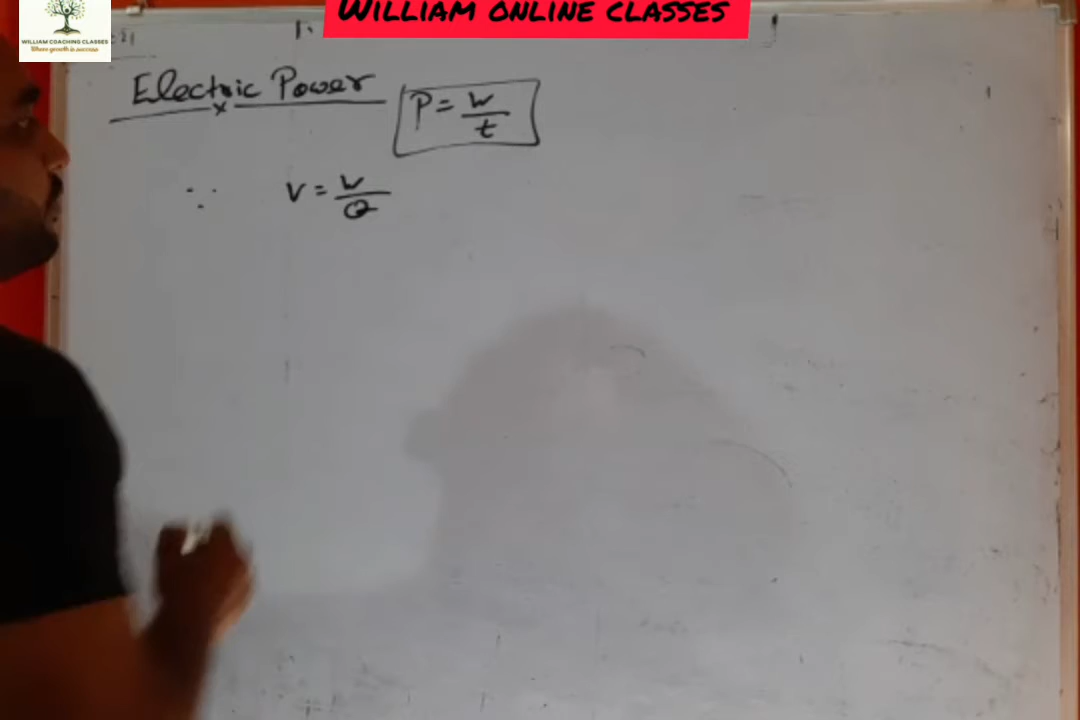 WILLIAM ONLINE CLASSES
WILLIAM COACHING CLASSES
Where growth is success
Electric Power
P = W/t
∵ V = W/Q